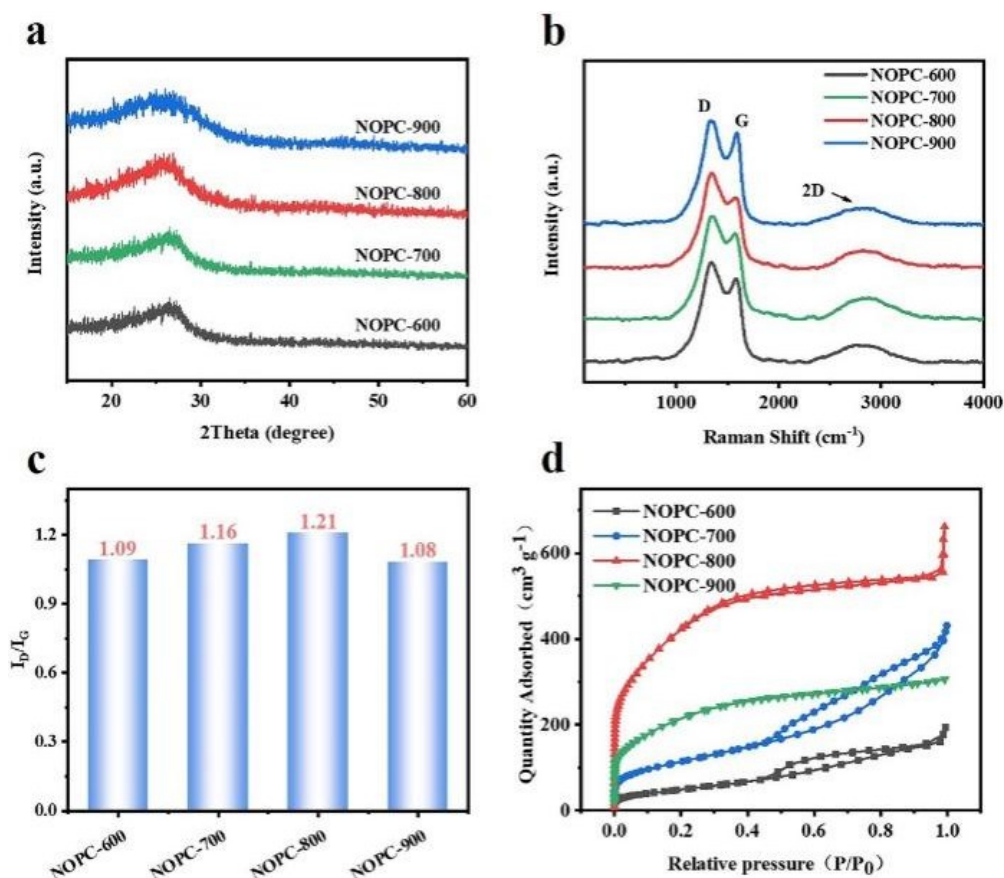 a
Intensity (a.u.)
NOPC-900
NOPC-800
NOPC-700
NOPC-600
20 30 40 50 60
2Theta (degree)
b
Intensity (a.u.)
NOPC-600
NOPC-700
NOPC-800
NOPC-900
D
G
2D
1000 2000 3000 4000
Raman Shift (cm-1)
c
ID/IG
1.2
0.9
0.6
0.3
0.0
1.09
1.16
1.21
1.08
NOPC-600
NOPC-700
NOPC-800
NOPC-900
d
Quantity Adsorbed（cm3 g-1）
600
400
200
0
NOPC-600
NOPC-700
NOPC-800
NOPC-900
0.0 0.2 0.4 0.6 0.8 1.0
Relative pressure（P/P0）